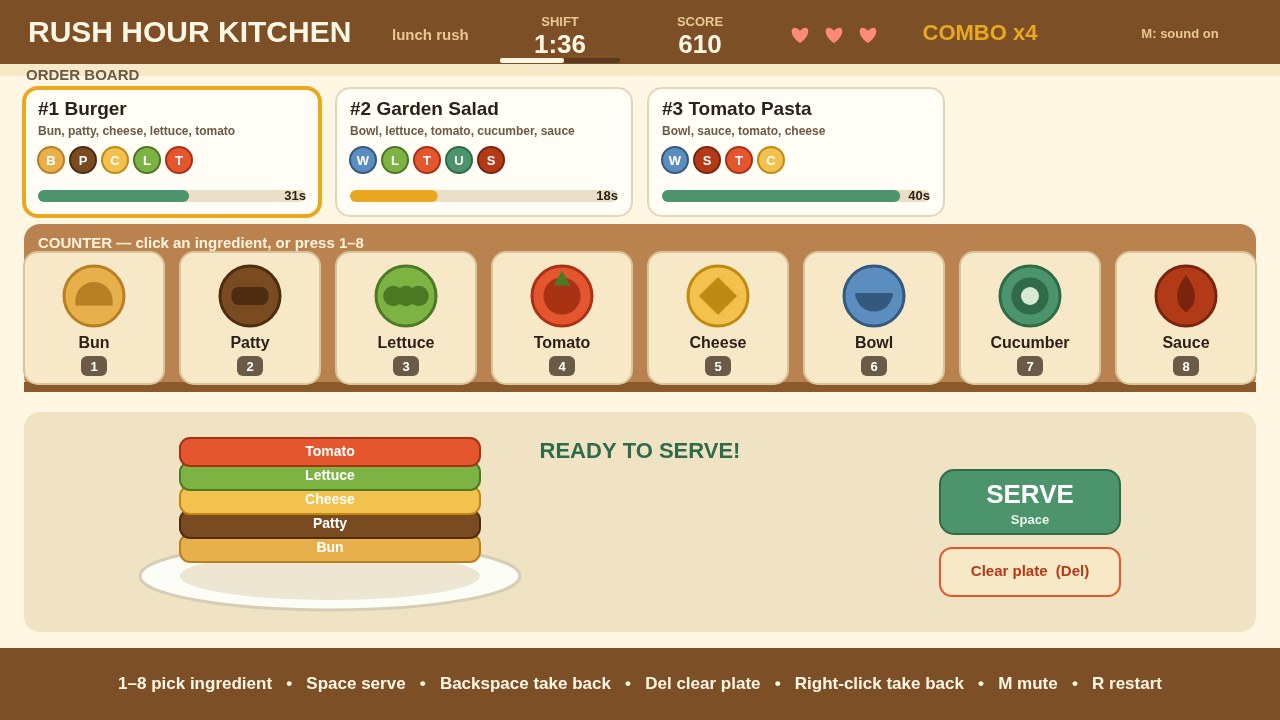 RUSH HOUR KITCHEN
lunch rush
SHIFT
1:36
SCORE
610
COMBO x4
M: sound on
ORDER BOARD
#1 Burger
Bun, patty, cheese, lettuce, tomato
B P C L T
31s
#2 Garden Salad
Bowl, lettuce, tomato, cucumber, sauce
W L T U S
18s
#3 Tomato Pasta
Bowl, sauce, tomato, cheese
W S T C
40s
COUNTER — click an ingredient, or press 1–8
Bun
1
Patty
2
Lettuce
3
Tomato
4
Cheese
5
Bowl
6
Cucumber
7
Sauce
8
Tomato
Lettuce
Cheese
Patty
Bun
READY TO SERVE!
SERVE
Space
Clear plate (Del)
1–8 pick ingredient • Space serve • Backspace take back • Del clear plate • Right-click take back • M mute • R restart